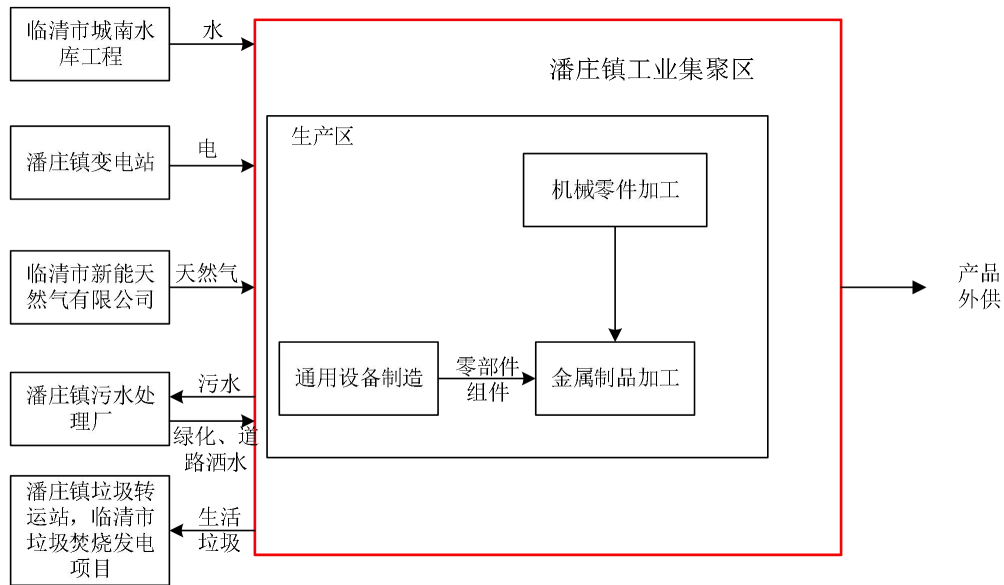 临清市城南水
库工程
水
潘庄镇工业集聚区
生产区
潘庄镇变电站
电
机械零件加工
临清市新能天
然气有限公司
天然气
产品
外供
通用设备制造
零部件
组件
金属制品加工
潘庄镇污水处
理厂
污水
绿化、道
路洒水
潘庄镇垃圾转
运站，临清市
垃圾焚烧发电
项目
生活
垃圾